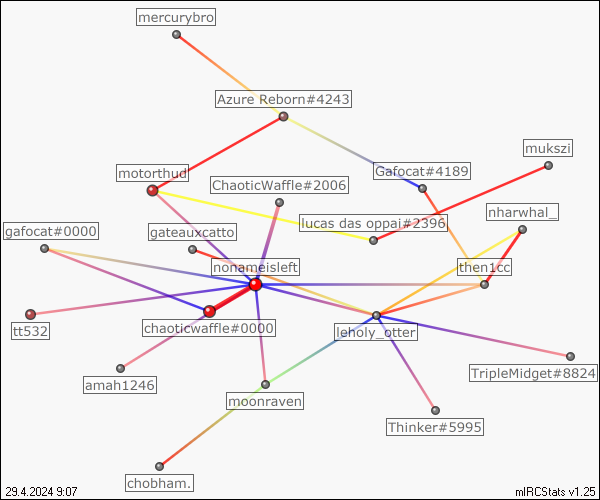 mercurybro
Azure Reborn#4243
mukszi
motorthud
Gafocat#4189
ChaoticWaffle#2006
nharwhal_
lucas das oppai#2396
gafocat#0000
gateauxcatto
nonameisleft
then1cc
chaoticwaffle#0000
leholy_otter
tt532
TripleMidget#8824
amah1246
moonraven
Thinker#5995
chobham.
29.4.2024 9:07
mIRCStats v1.25